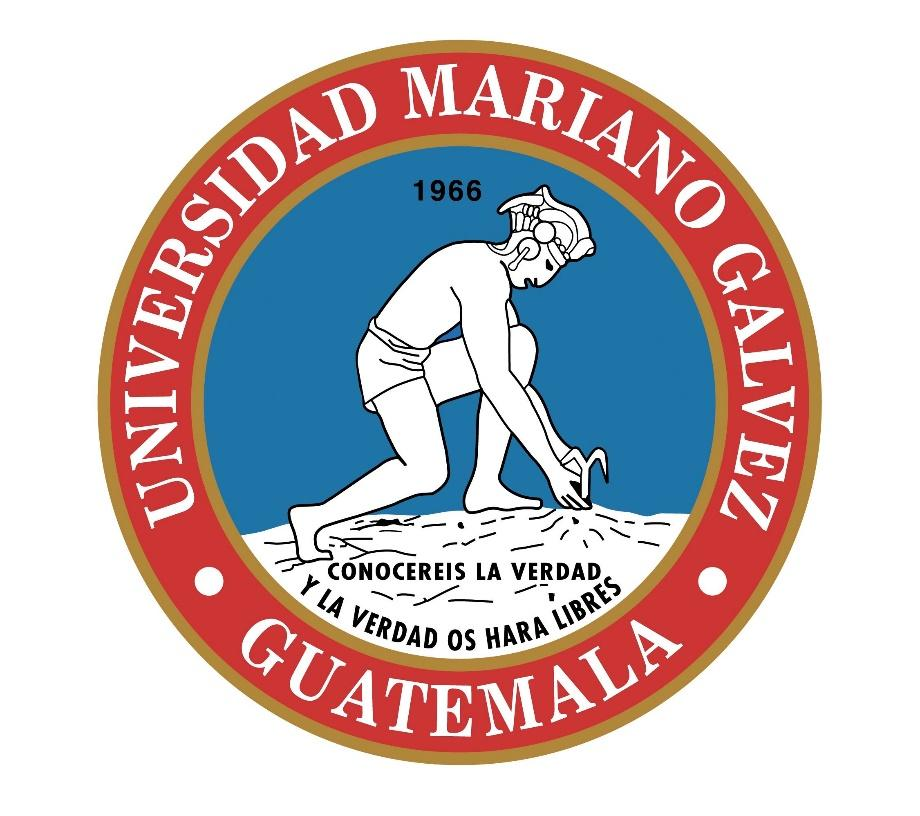 UNIVERSIDAD MARIANO GALVEZ
1966
CONOCEREIS LA VERDAD
Y LA VERDAD OS HARA LIBRES
GUATEMALA